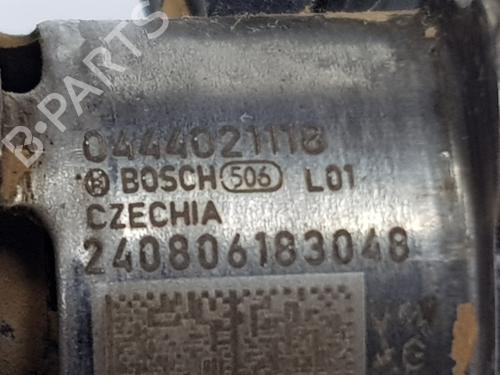 B-PARTS
0444021118
BOSCH 506 L01
CZECHIA
240806183048